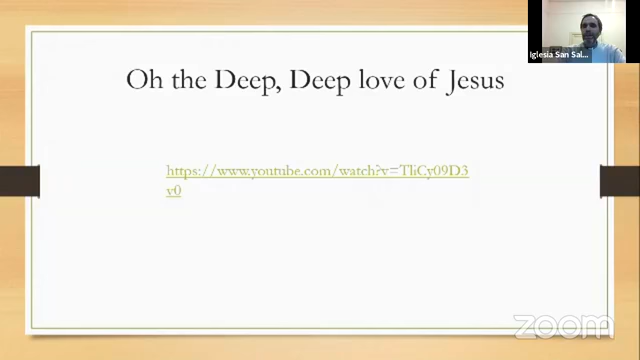 Iglesia San Sal...
Oh the Deep, Deep love of Jesus
https://www.youtube.com/watch?v=TliCy09D3
v0
zoom